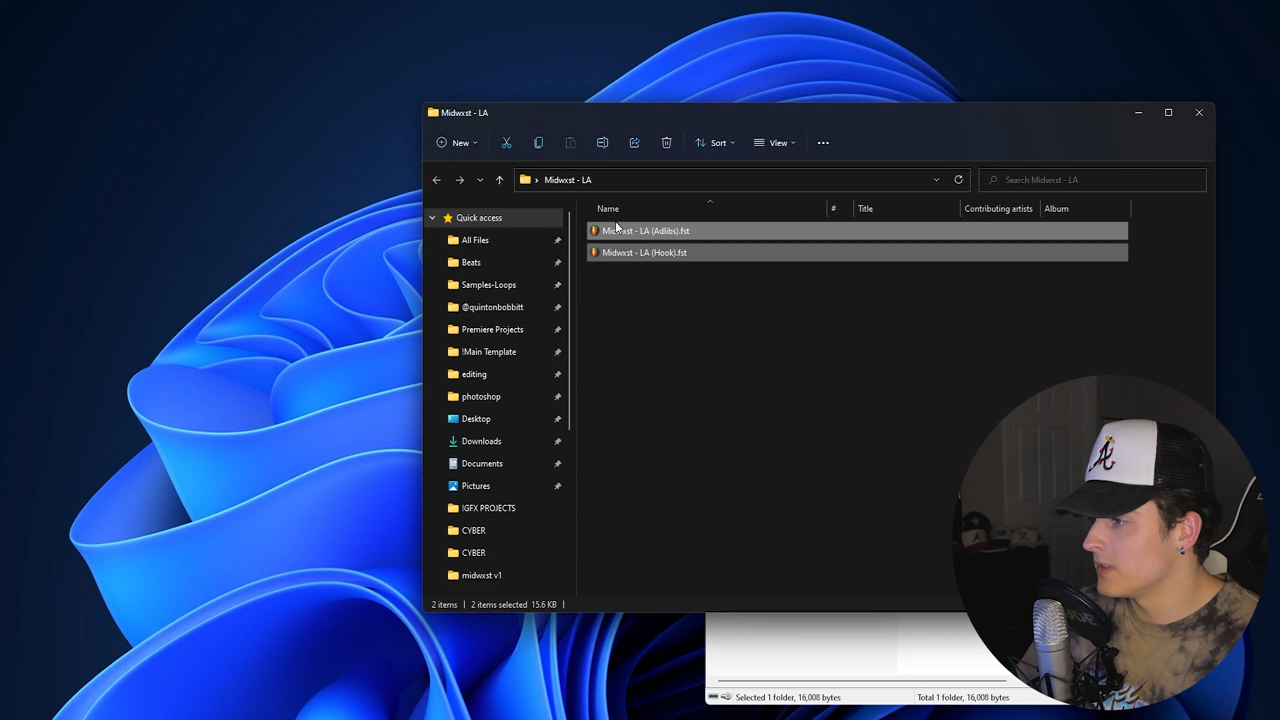 Midwxst - LA
New
Sort
View
Midwxst - LA
Search Midwxst - LA
Name
#
Title
Contributing artists
Album
Quick access
All Files
Beats
Samples-Loops
@quintonbobbitt
Premiere Projects
!Main Template
editing
photoshop
Desktop
Downloads
Documents
Pictures
!GFX PROJECTS
CYBER
CYBER
midwxst v1
Midwxst - LA (Adlibs).fst
Midwxst - LA (Hook).fst
2 items
2 items selected 15.6 KB
Selected 1 folder, 16,008 bytes
Total 1 folder, 16,008 bytes
A